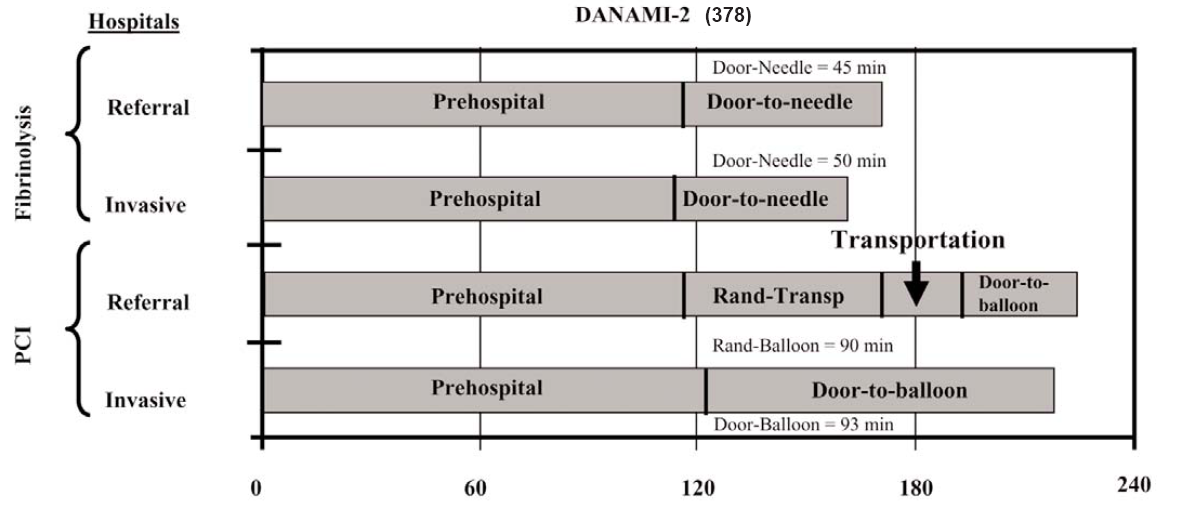 DANAMI-2 (378)
Hospitals
Fibrinolysis
Door-Needle = 45 min
Referral
Prehospital
Door-to-needle
Door-Needle = 50 min
Invasive
Prehospital
Door-to-needle
Transportation
PCI
Referral
Prehospital
Rand-Transp
Door-to-
balloon
Rand-Balloon = 90 min
Invasive
Prehospital
Door-to-balloon
Door-Balloon = 93 min
0 60 120 180 240